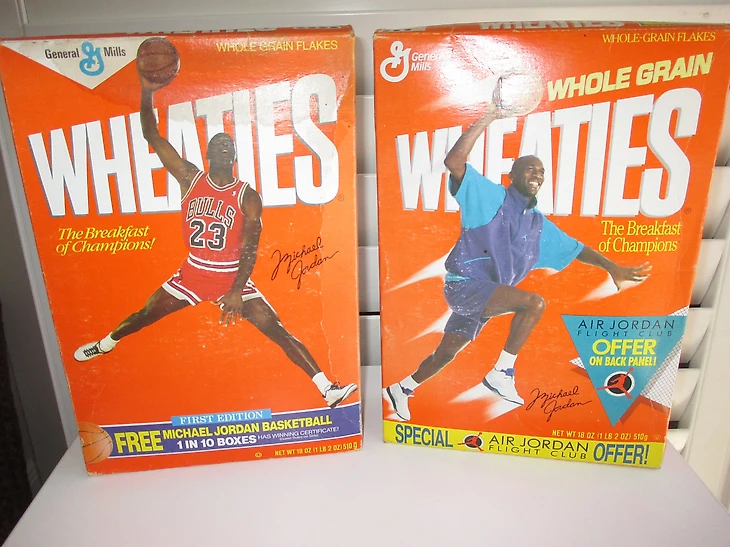 General Mills
WHOLE GRAIN FLAKES
WHEATIES
The Breakfast
of Champions!
BULLS
23
Michael
Jordan
FIRST EDITION
FREE MICHAEL JORDAN BASKETBALL
1 IN 10 BOXES HAS WINNING CERTIFICATE!
NET WT 18 OZ (1 LB 2 OZ) 510 g
WHEATIES
General
Mills
WHOLE-GRAIN FLAKES
WHOLE GRAIN
WHEATIES
The Breakfast
of Champions
AIR JORDAN
FLIGHT CLUB
OFFER
ON BACK PANEL!
Michael
Jordan
NET WT 18 OZ (1 LB 2 OZ) 510 g
SPECIAL AIR JORDAN
FLIGHT CLUB OFFER!